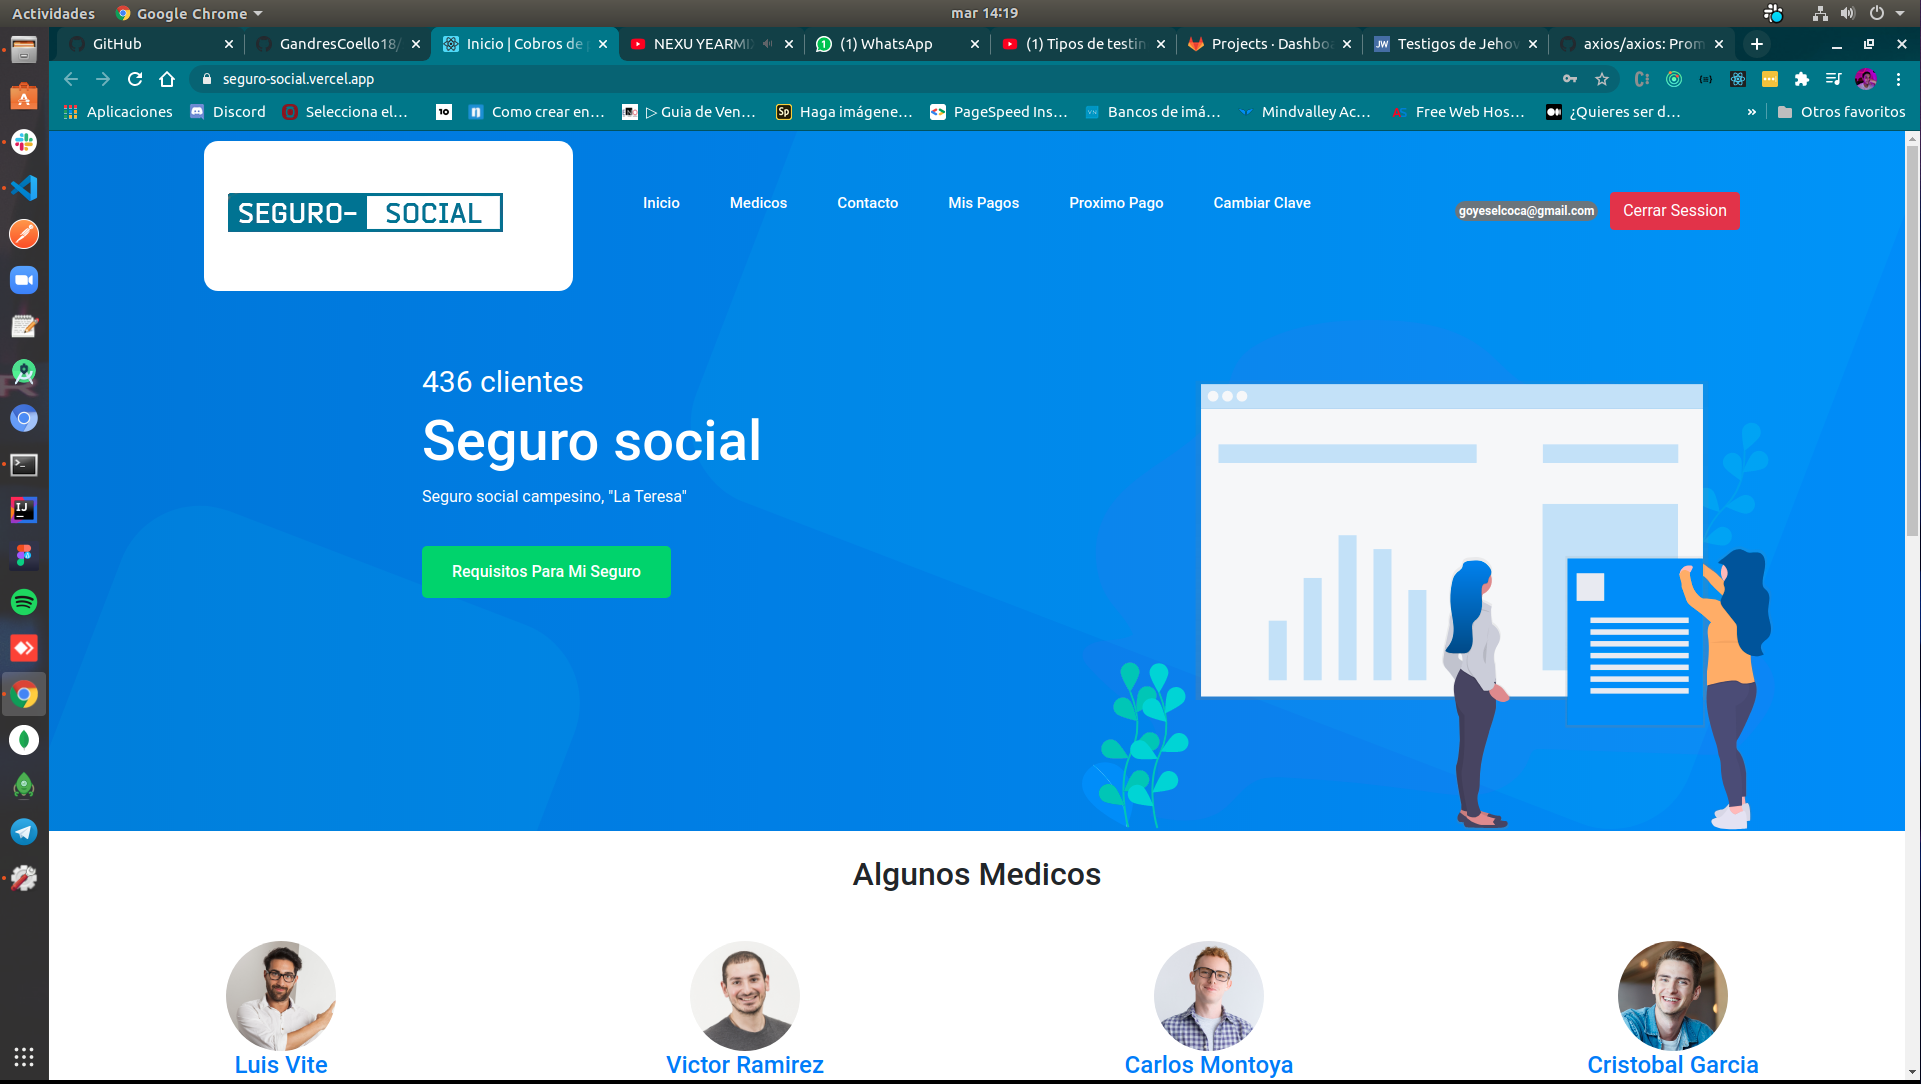 Actividades Google Chrome mar 14:19
GitHub GandresCoello18/ Inicio | Cobros de NEXU YEARMI (1) WhatsApp (1) Tipos de testin Projects · Dashbo Testigos de Jehov axios/axios: Prom
seguro-social.vercel.app
Aplicaciones Discord Selecciona el... 10 Como crear en... ▷ Guia de Ven... Sp Haga imágene... PageSpeed Ins... Bancos de imá... Mindvalley Ac... Free Web Hos... ¿Quieres ser d... » Otros favoritos
SEGURO- SOCIAL
Inicio Medicos Contacto Mis Pagos Proximo Pago Cambiar Clave goyeselcoca@gmail.com Cerrar Session
436 clientes
Seguro social
Seguro social campesino, "La Teresa"
Requisitos Para Mi Seguro
Algunos Medicos
Luis Vite Victor Ramirez Carlos Montoya Cristobal Garcia